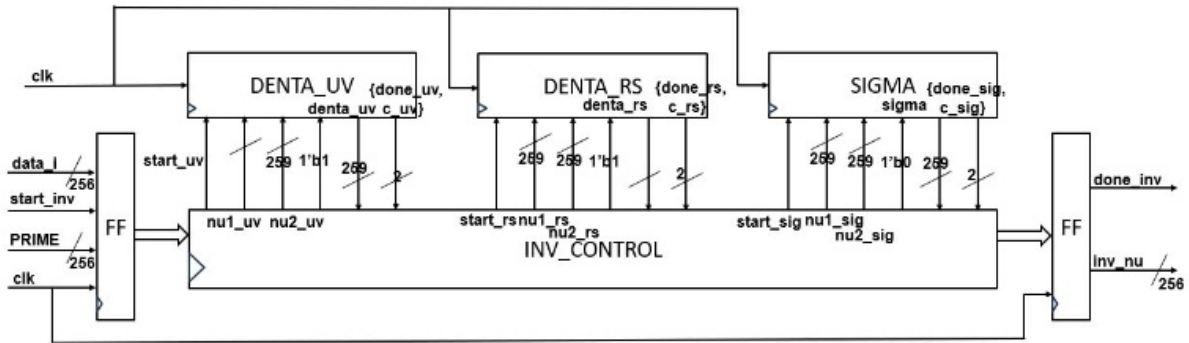 clk
DENTA_UV
{done_uv,
denta_uv
c_uv}
DENTA_RS
{done_rs,
denta_rs
c_rs}
SIGMA
{done_sig,
sigma
c_sig}
start_uv
259
1'b1
259
2
259
259
1'b1
2
259
259
1'b0
259
2
data_i
256
start_inv
PRIME
256
clk
FF
nu1_uv
nu2_uv
start_rs
nu1_rs
nu2_rs
start_sig
nu1_sig
nu2_sig
INV_CONTROL
FF
done_inv
inv_nu
256